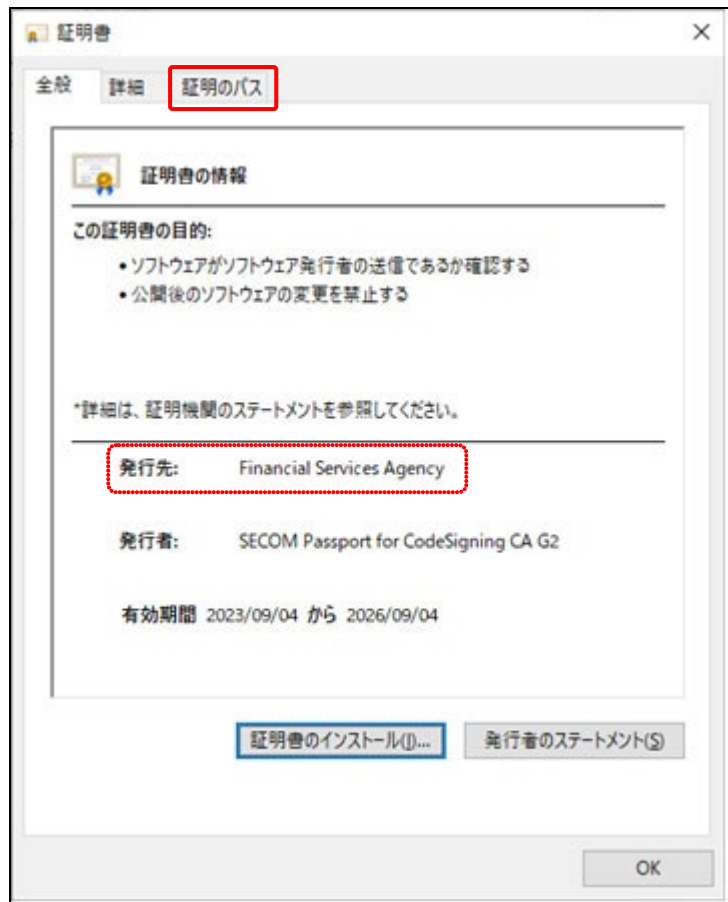 証明書
全般 詳細 証明のパス
証明書の情報
この証明書の目的:
• ソフトウェアがソフトウェア発行者の送信であるか確認する
• 公開後のソフトウェアの変更を禁止する
*詳細は、証明機関のステートメントを参照してください。
発行先: Financial Services Agency
発行者: SECOM Passport for CodeSigning CA G2
有効期間 2023/09/04 から 2026/09/04
証明書のインストール(I)... 発行者のステートメント(S)
OK